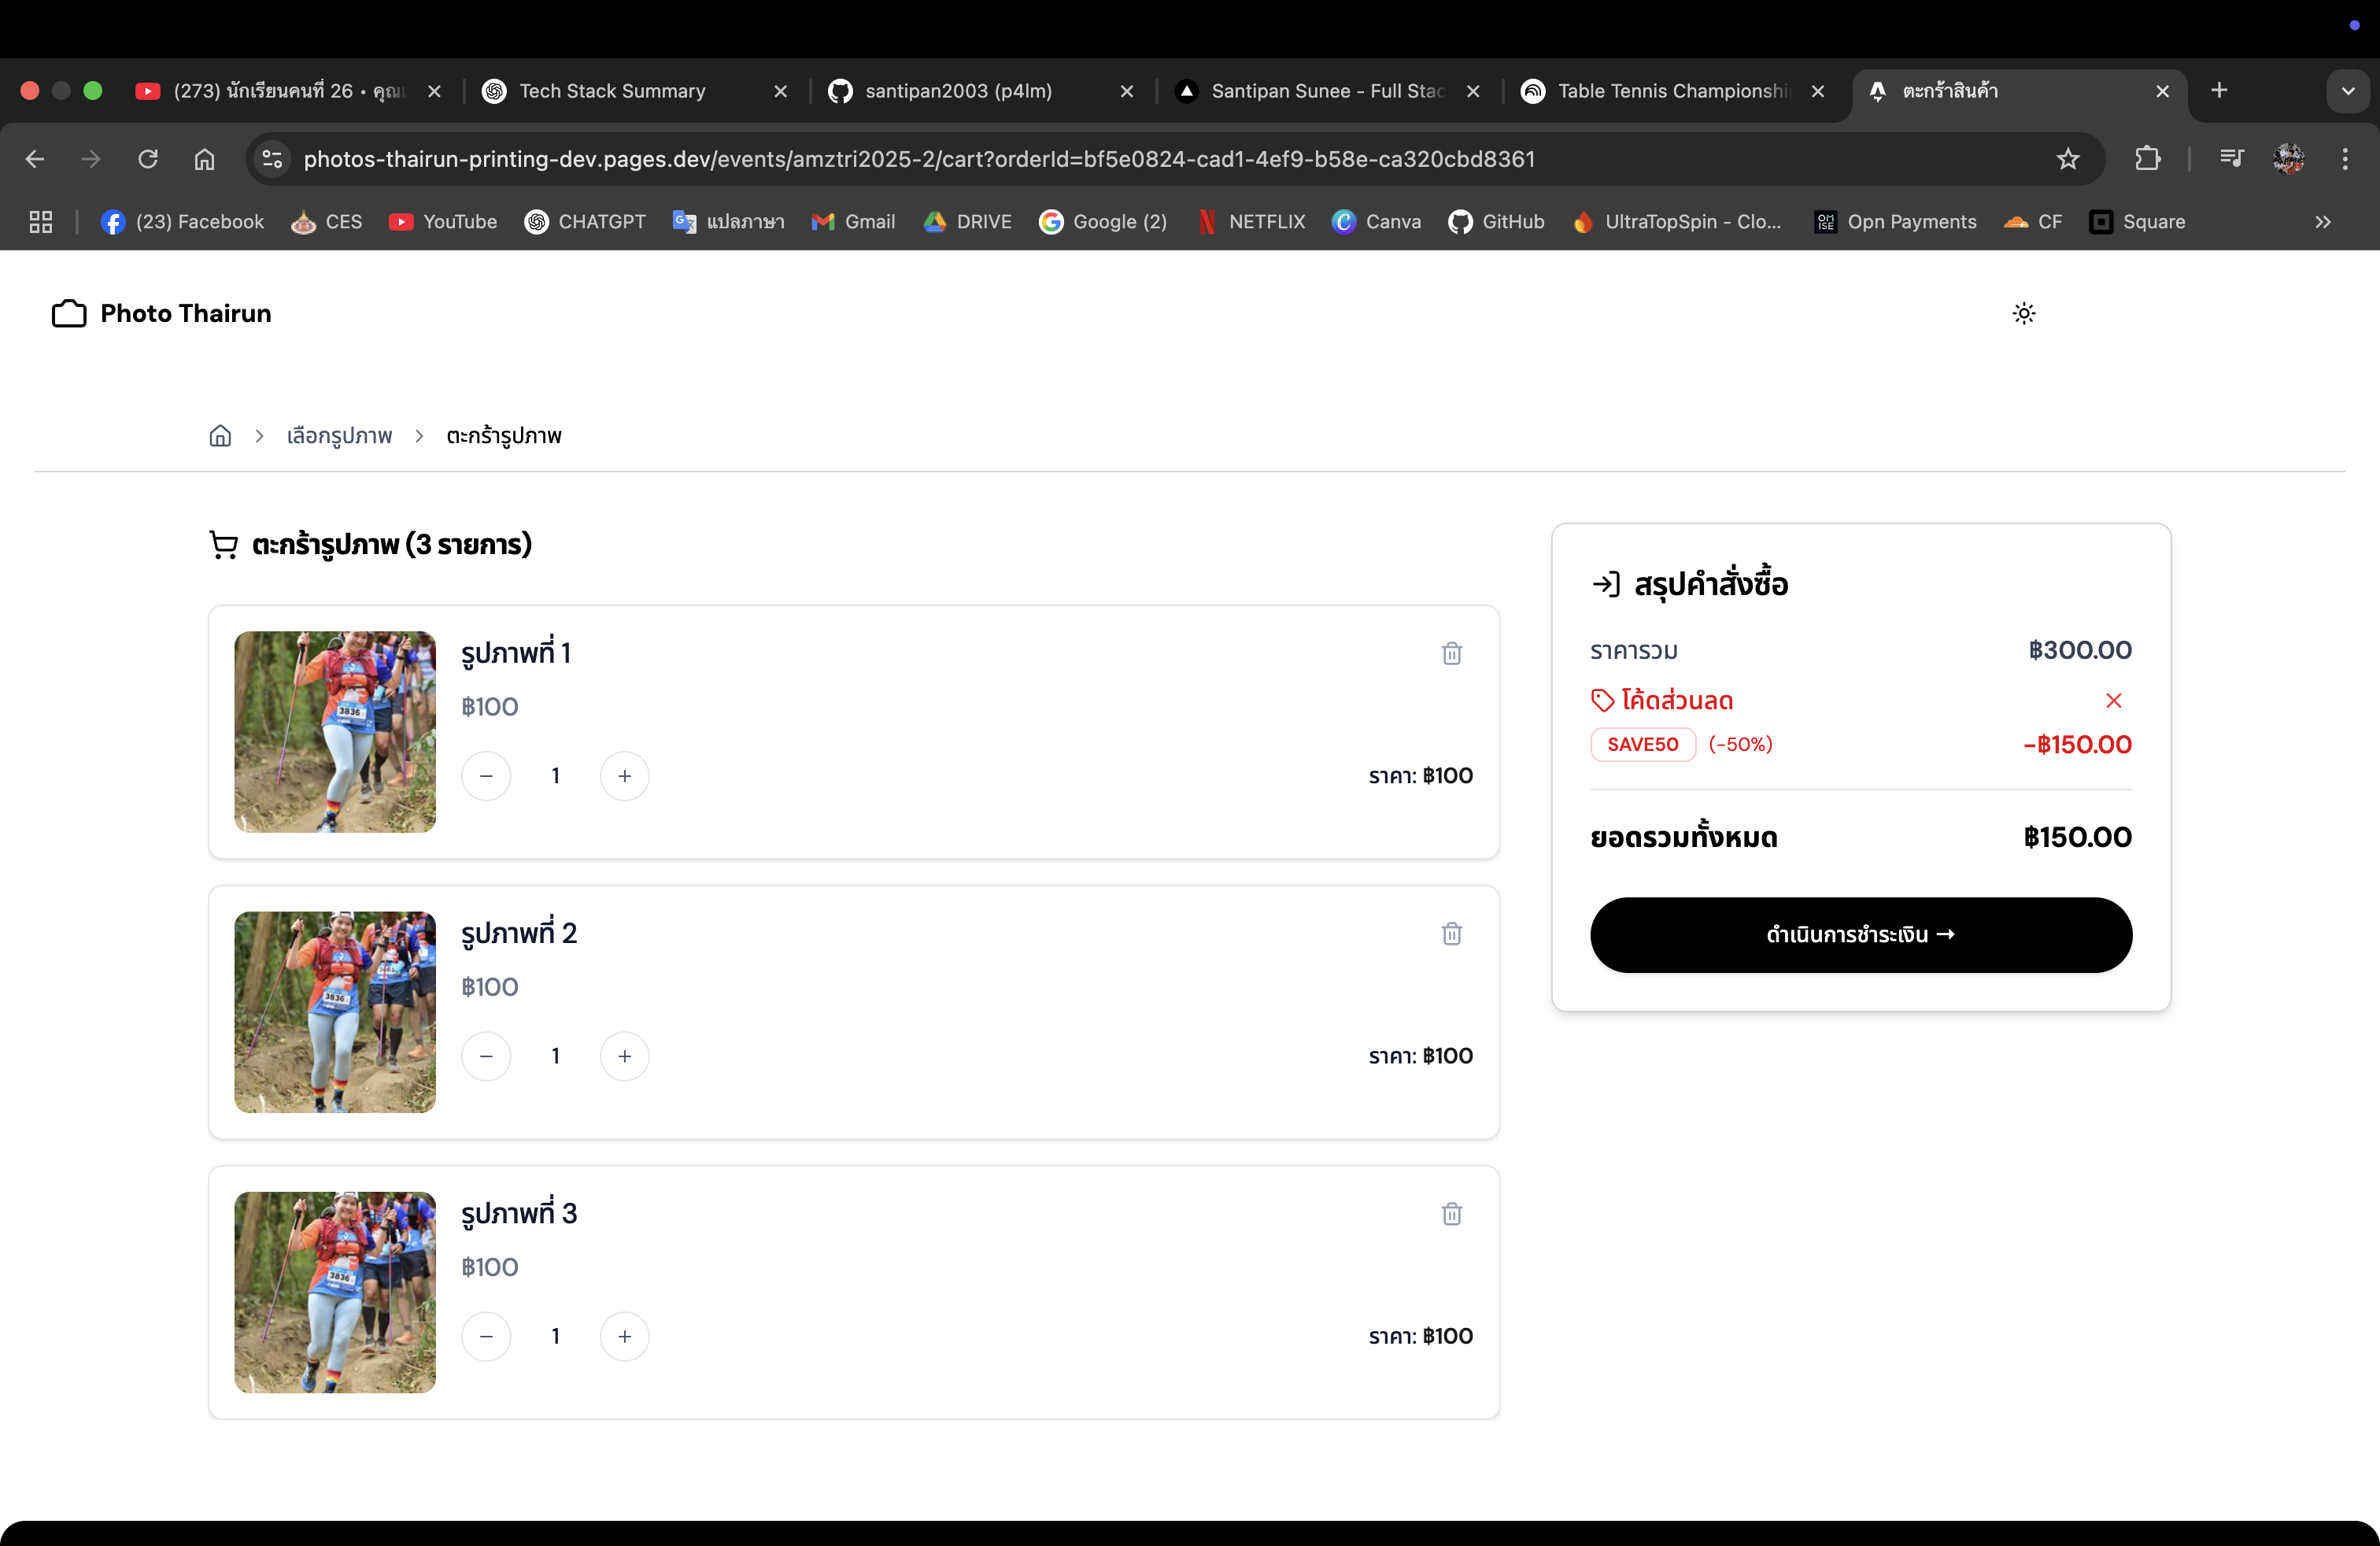 (273) นักเรียนคนที่ 26 • คุณ
Tech Stack Summary
santipan2003 (p4lm)
Santipan Sunee - Full Stac
Table Tennis Championshi
ตะกร้าสินค้า
photos-thairun-printing-dev.pages.dev/events/amztri2025-2/cart?orderId=bf5e0824-cad1-4ef9-b58e-ca320cbd8361
(23) Facebook
CES
YouTube
CHATGPT
แปลภาษา
Gmail
DRIVE
Google (2)
NETFLIX
Canva
GitHub
UltraTopSpin - Clo...
OM
ISE
Opn Payments
CF
Square
Photo Thairun
เลือกรูปภาพ
ตะกร้ารูปภาพ
ตะกร้ารูปภาพ (3 รายการ)
รูปภาพที่ 1
฿100
3836
1
ราคา: ฿100
รูปภาพที่ 2
฿100
3836
1
ราคา: ฿100
รูปภาพที่ 3
฿100
3836
1
ราคา: ฿100
สรุปคำสั่งซื้อ
ราคารวม
฿300.00
โค้ดส่วนลด
SAVE50 (-50%)
-฿150.00
ยอดรวมทั้งหมด
฿150.00
ดำเนินการชำระเงิน →